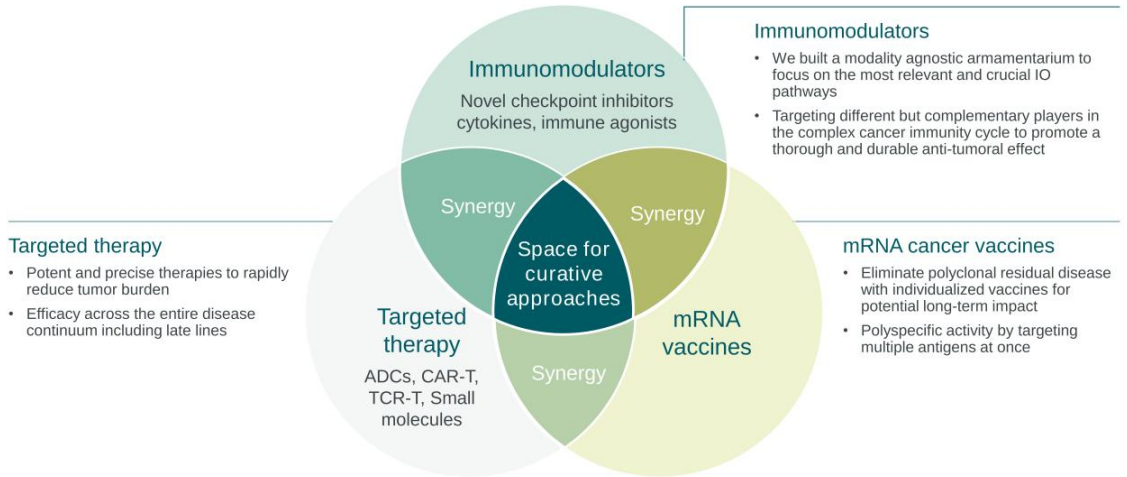 Immunomodulators
Novel checkpoint inhibitors
cytokines, immune agonists
Immunomodulators
• We built a modality agnostic armamentarium to
focus on the most relevant and crucial IO
pathways
• Targeting different but complementary players in
the complex cancer immunity cycle to promote a
thorough and durable anti-tumoral effect
Synergy
Synergy
Space for
curative
approaches
Targeted therapy
• Potent and precise therapies to rapidly
reduce tumor burden
• Efficacy across the entire disease
continuum including late lines
Targeted
therapy
ADCs, CAR-T,
TCR-T, Small
molecules
Synergy
mRNA
vaccines
mRNA cancer vaccines
• Eliminate polyclonal residual disease
with individualized vaccines for
potential long-term impact
• Polyspecific activity by targeting
multiple antigens at once